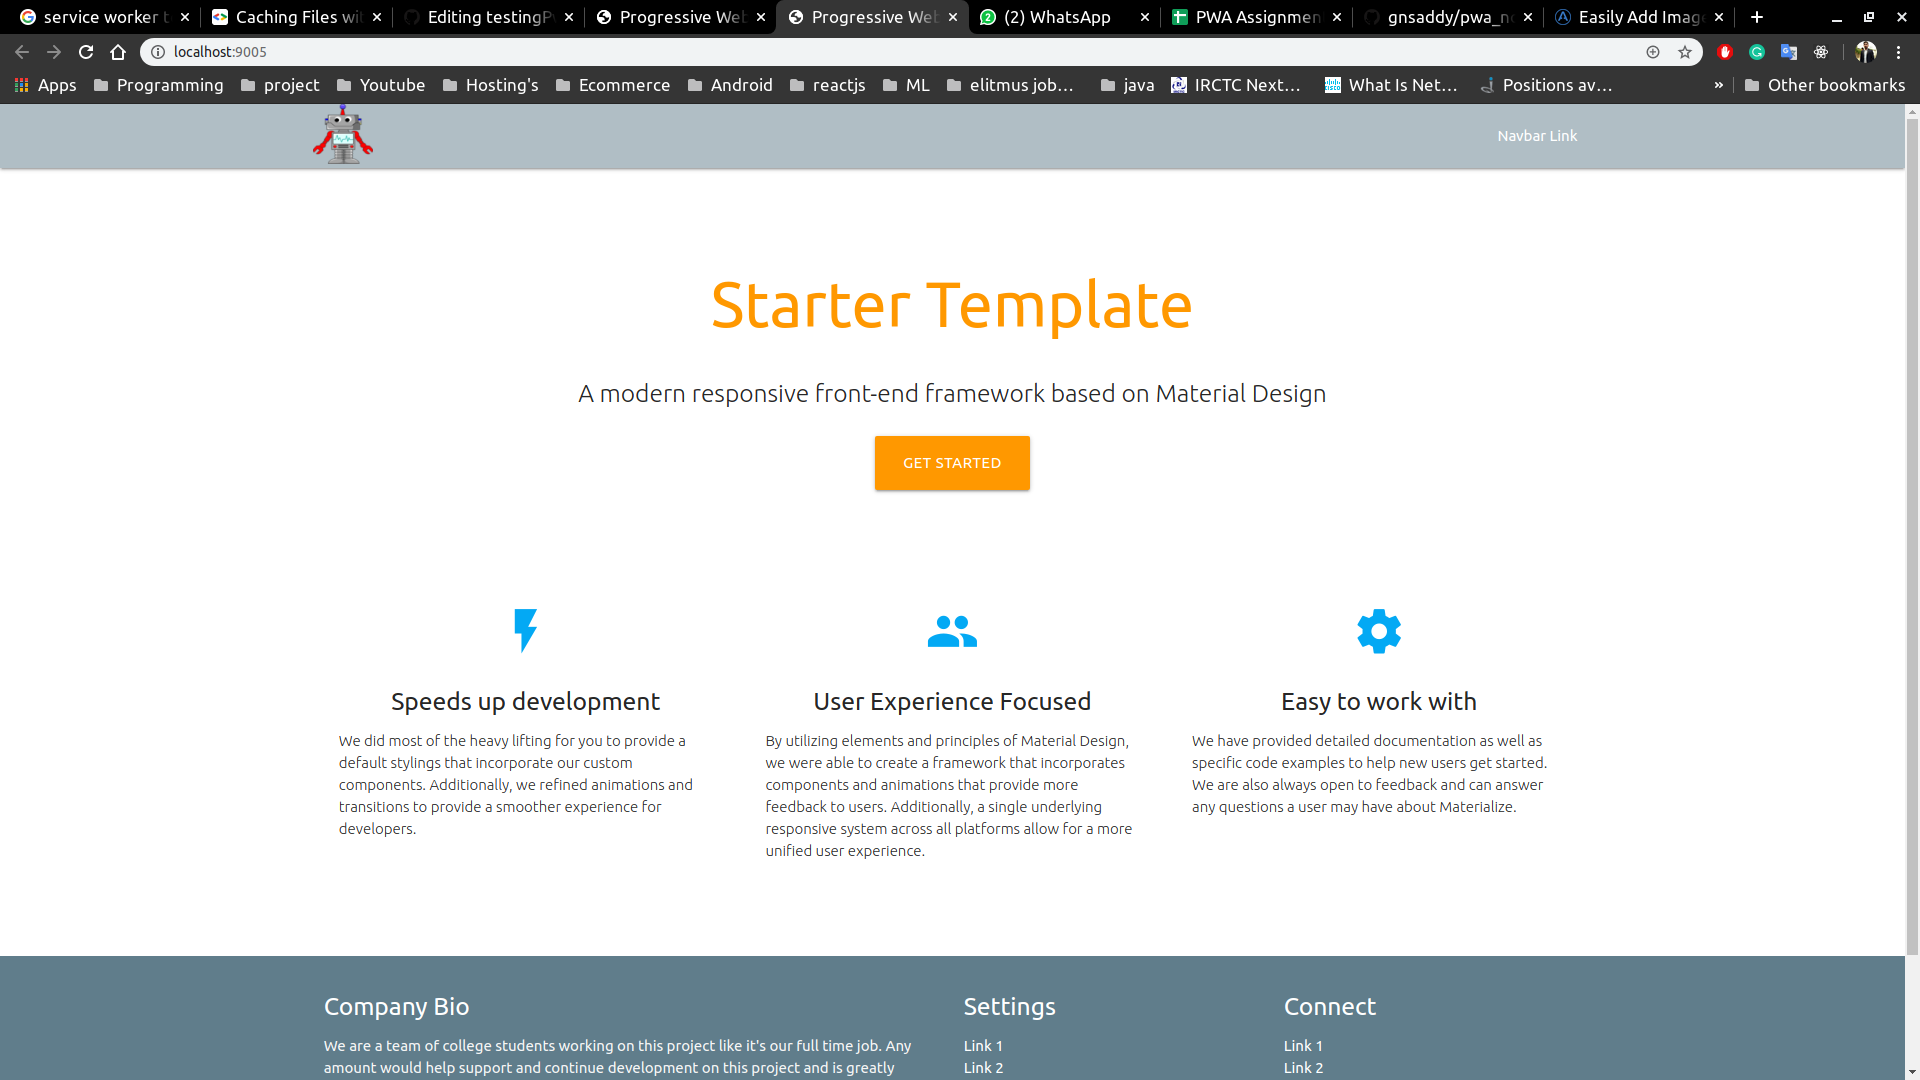 service worker t
Caching Files wi
Editing testingP
Progressive Web
Progressive Web
(2) WhatsApp
PWA Assignmen
gnsaddy/pwa_n
Easily Add Image
localhost:9005
Apps
Programming
project
Youtube
Hosting's
Ecommerce
Android
reactjs
ML
elitmus job...
java
IRCTC Next...
What Is Net...
Positions av...
»
Other bookmarks
Navbar Link
Starter Template
A modern responsive front-end framework based on Material Design
GET STARTED
Speeds up development
We did most of the heavy lifting for you to provide a
default stylings that incorporate our custom
components. Additionally, we refined animations and
transitions to provide a smoother experience for
developers.
User Experience Focused
By utilizing elements and principles of Material Design,
we were able to create a framework that incorporates
components and animations that provide more
feedback to users. Additionally, a single underlying
responsive system across all platforms allow for a more
unified user experience.
Easy to work with
We have provided detailed documentation as well as
specific code examples to help new users get started.
We are also always open to feedback and can answer
any questions a user may have about Materialize.
Company Bio
We are a team of college students working on this project like it's our full time job. Any
amount would help support and continue development on this project and is greatly
Settings
Link 1
Link 2
Connect
Link 1
Link 2